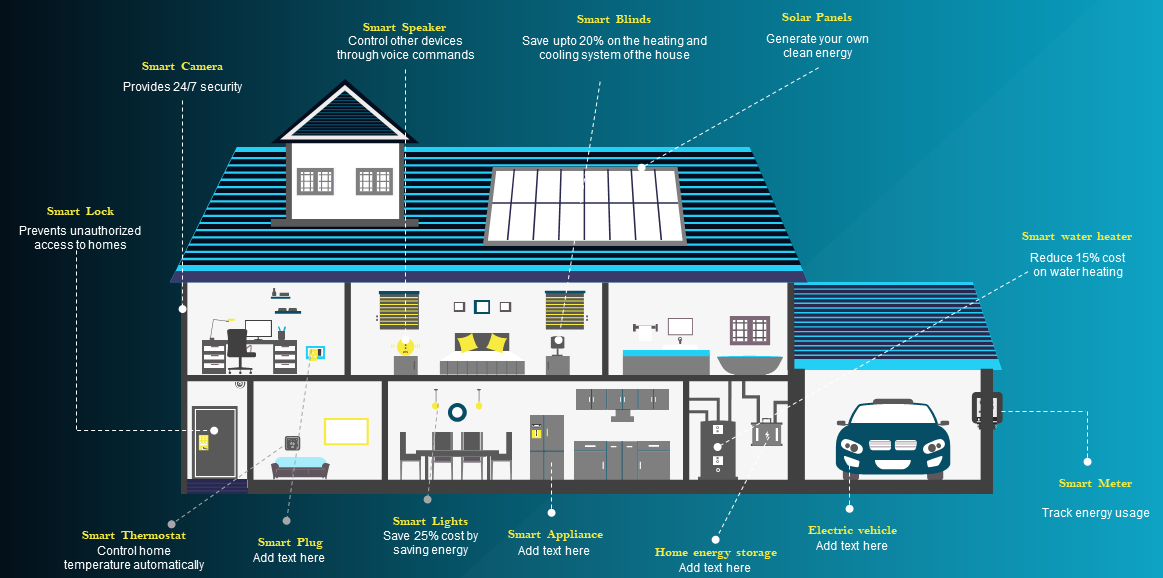 Smart Speaker
Control other devices
through voice commands
Smart Blinds
Save upto 20% on the heating and
cooling system of the house
Solar Panels
Generate your own
clean energy
Smart Camera
Provides 24/7 security
Smart Lock
Prevents unauthorized
access to homes
Smart water heater
Reduce 15% cost
on water heating
Smart Meter
Track energy usage
Smart Thermostat
Control home
temperature automatically
Smart Plug
Add text here
Smart Lights
Save 25% cost by
saving energy
Smart Appliance
Add text here
Home energy storage
Add text here
Electric vehicle
Add text here